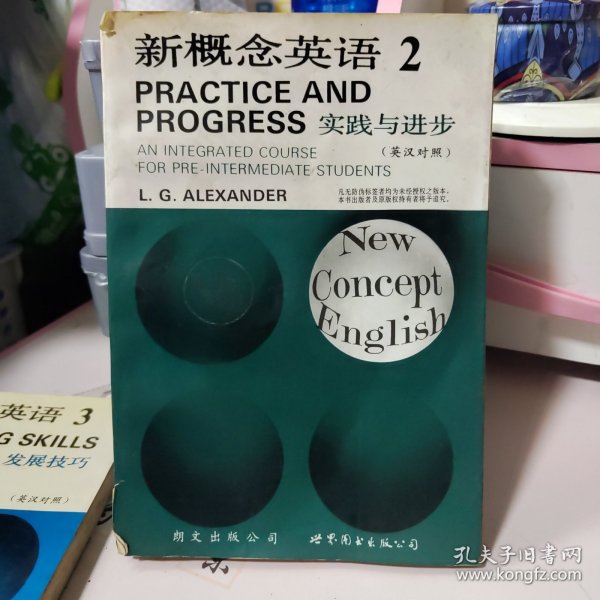 新概念英语 2
PRACTICE AND
PROGRESS 实践与进步
AN INTEGRATED COURSE
FOR PRE-INTERMEDIATE STUDENTS
（英汉对照）
L. G. ALEXANDER
凡无防伪标签者均为未经授权之版本。
本书出版者及原版权持有者将予追究。
New
Concept
English
朗文出版公司
世界图书出版公司
英语 3
G SKILLS
发展技巧
（英汉对照）
孔夫子旧书网
www.kongfz.com